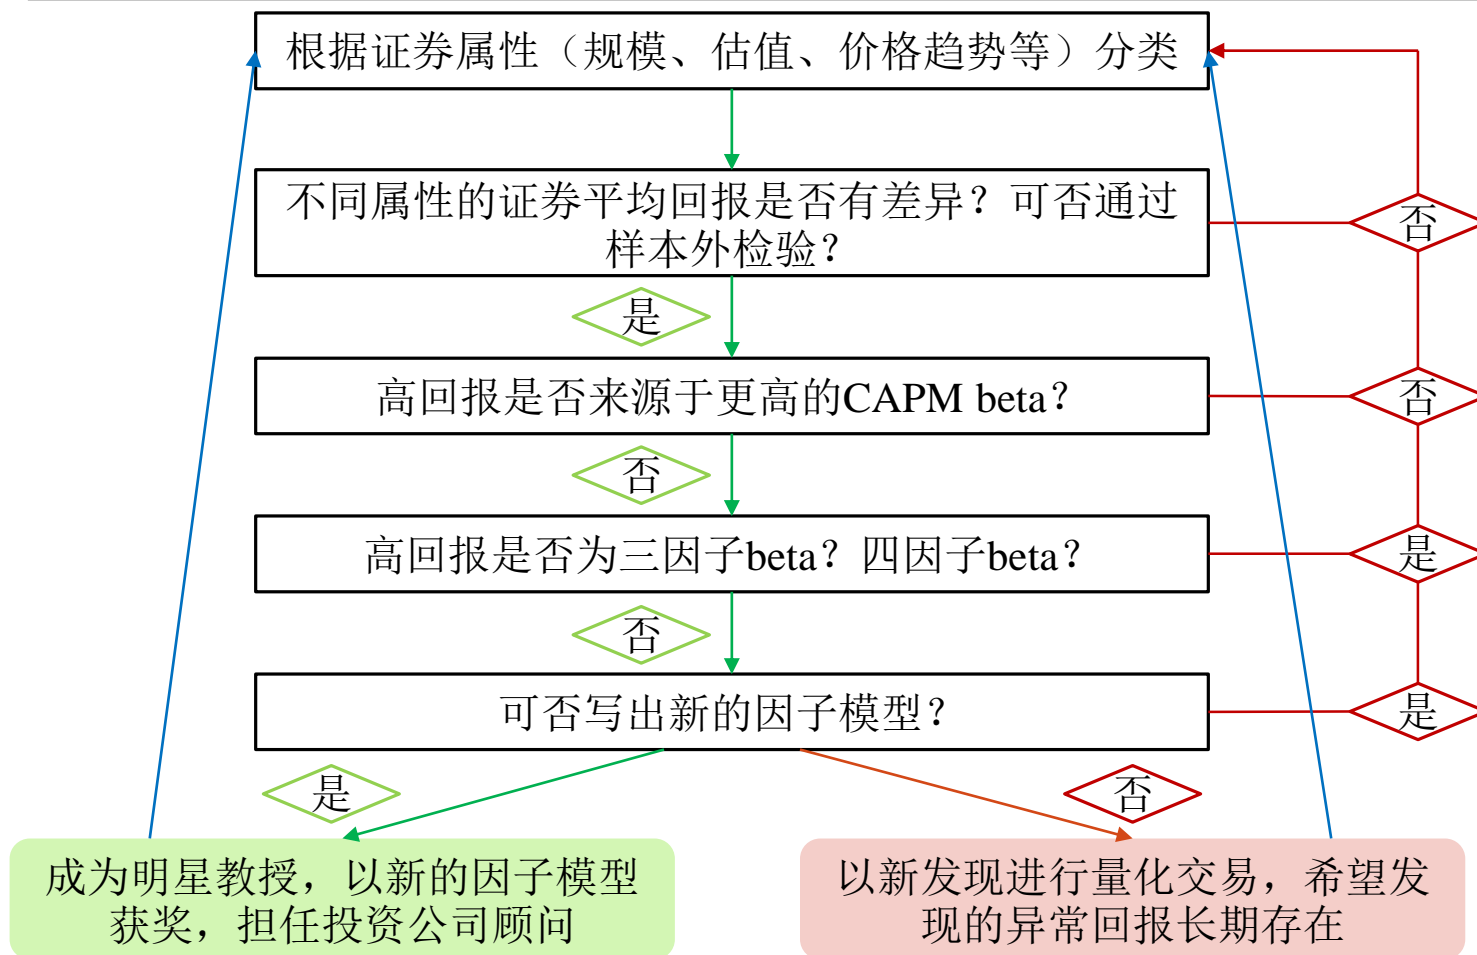 根据证券属性（规模、估值、价格趋势等）分类
不同属性的证券平均回报是否有差异？可否通过
样本外检验？
否
是
高回报是否来源于更高的CAPM beta？
否
否
高回报是否为三因子beta？四因子beta？
是
否
可否写出新的因子模型？
是
是
否
成为明星教授，以新的因子模型
获奖，担任投资公司顾问
以新发现进行量化交易，希望发
现的异常回报长期存在